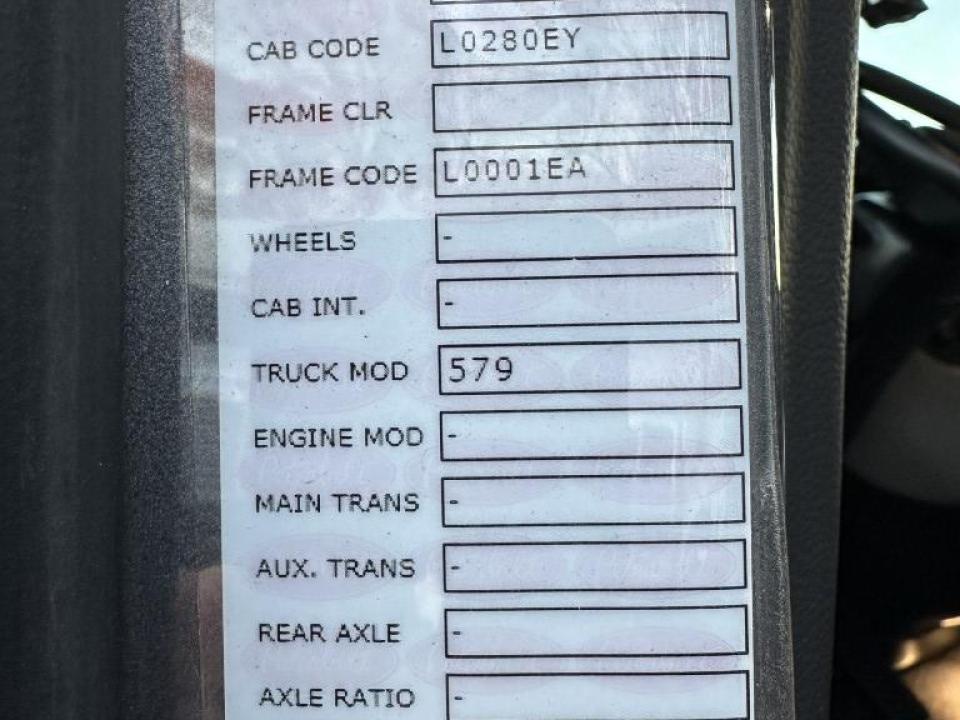 CAB CODE L0280EY
FRAME CLR
FRAME CODE L0001EA
WHEELS -
CAB INT. -
TRUCK MOD 579
ENGINE MOD -
MAIN TRANS -
AUX. TRANS -
REAR AXLE -
AXLE RATIO -